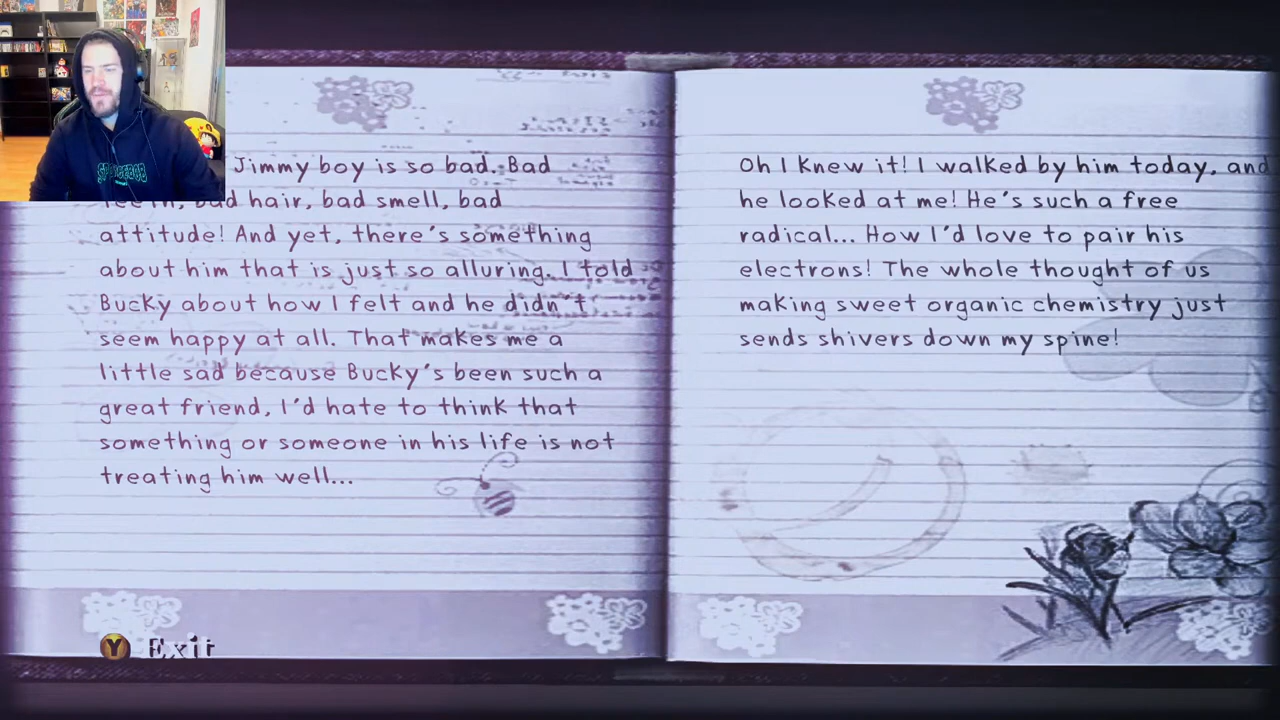 Jimmy boy is so bad. Bad
bad hair, bad smell, bad
attitude! And yet, there's something
about him that is just so alluring. I told
Bucky about how I felt and he didn't
seem happy at all. That makes me a
little sad because Bucky's been such a
great friend, I'd hate to think that
something or someone in his life is not
treating him well...
Oh I Knew it! I walked by him today, and
he looked at me! He's such a free
radical... How I'd love to pair his
electrons! The whole thought of us
making sweet organic chemistry just
sends shivers down my spine!
Y Exit